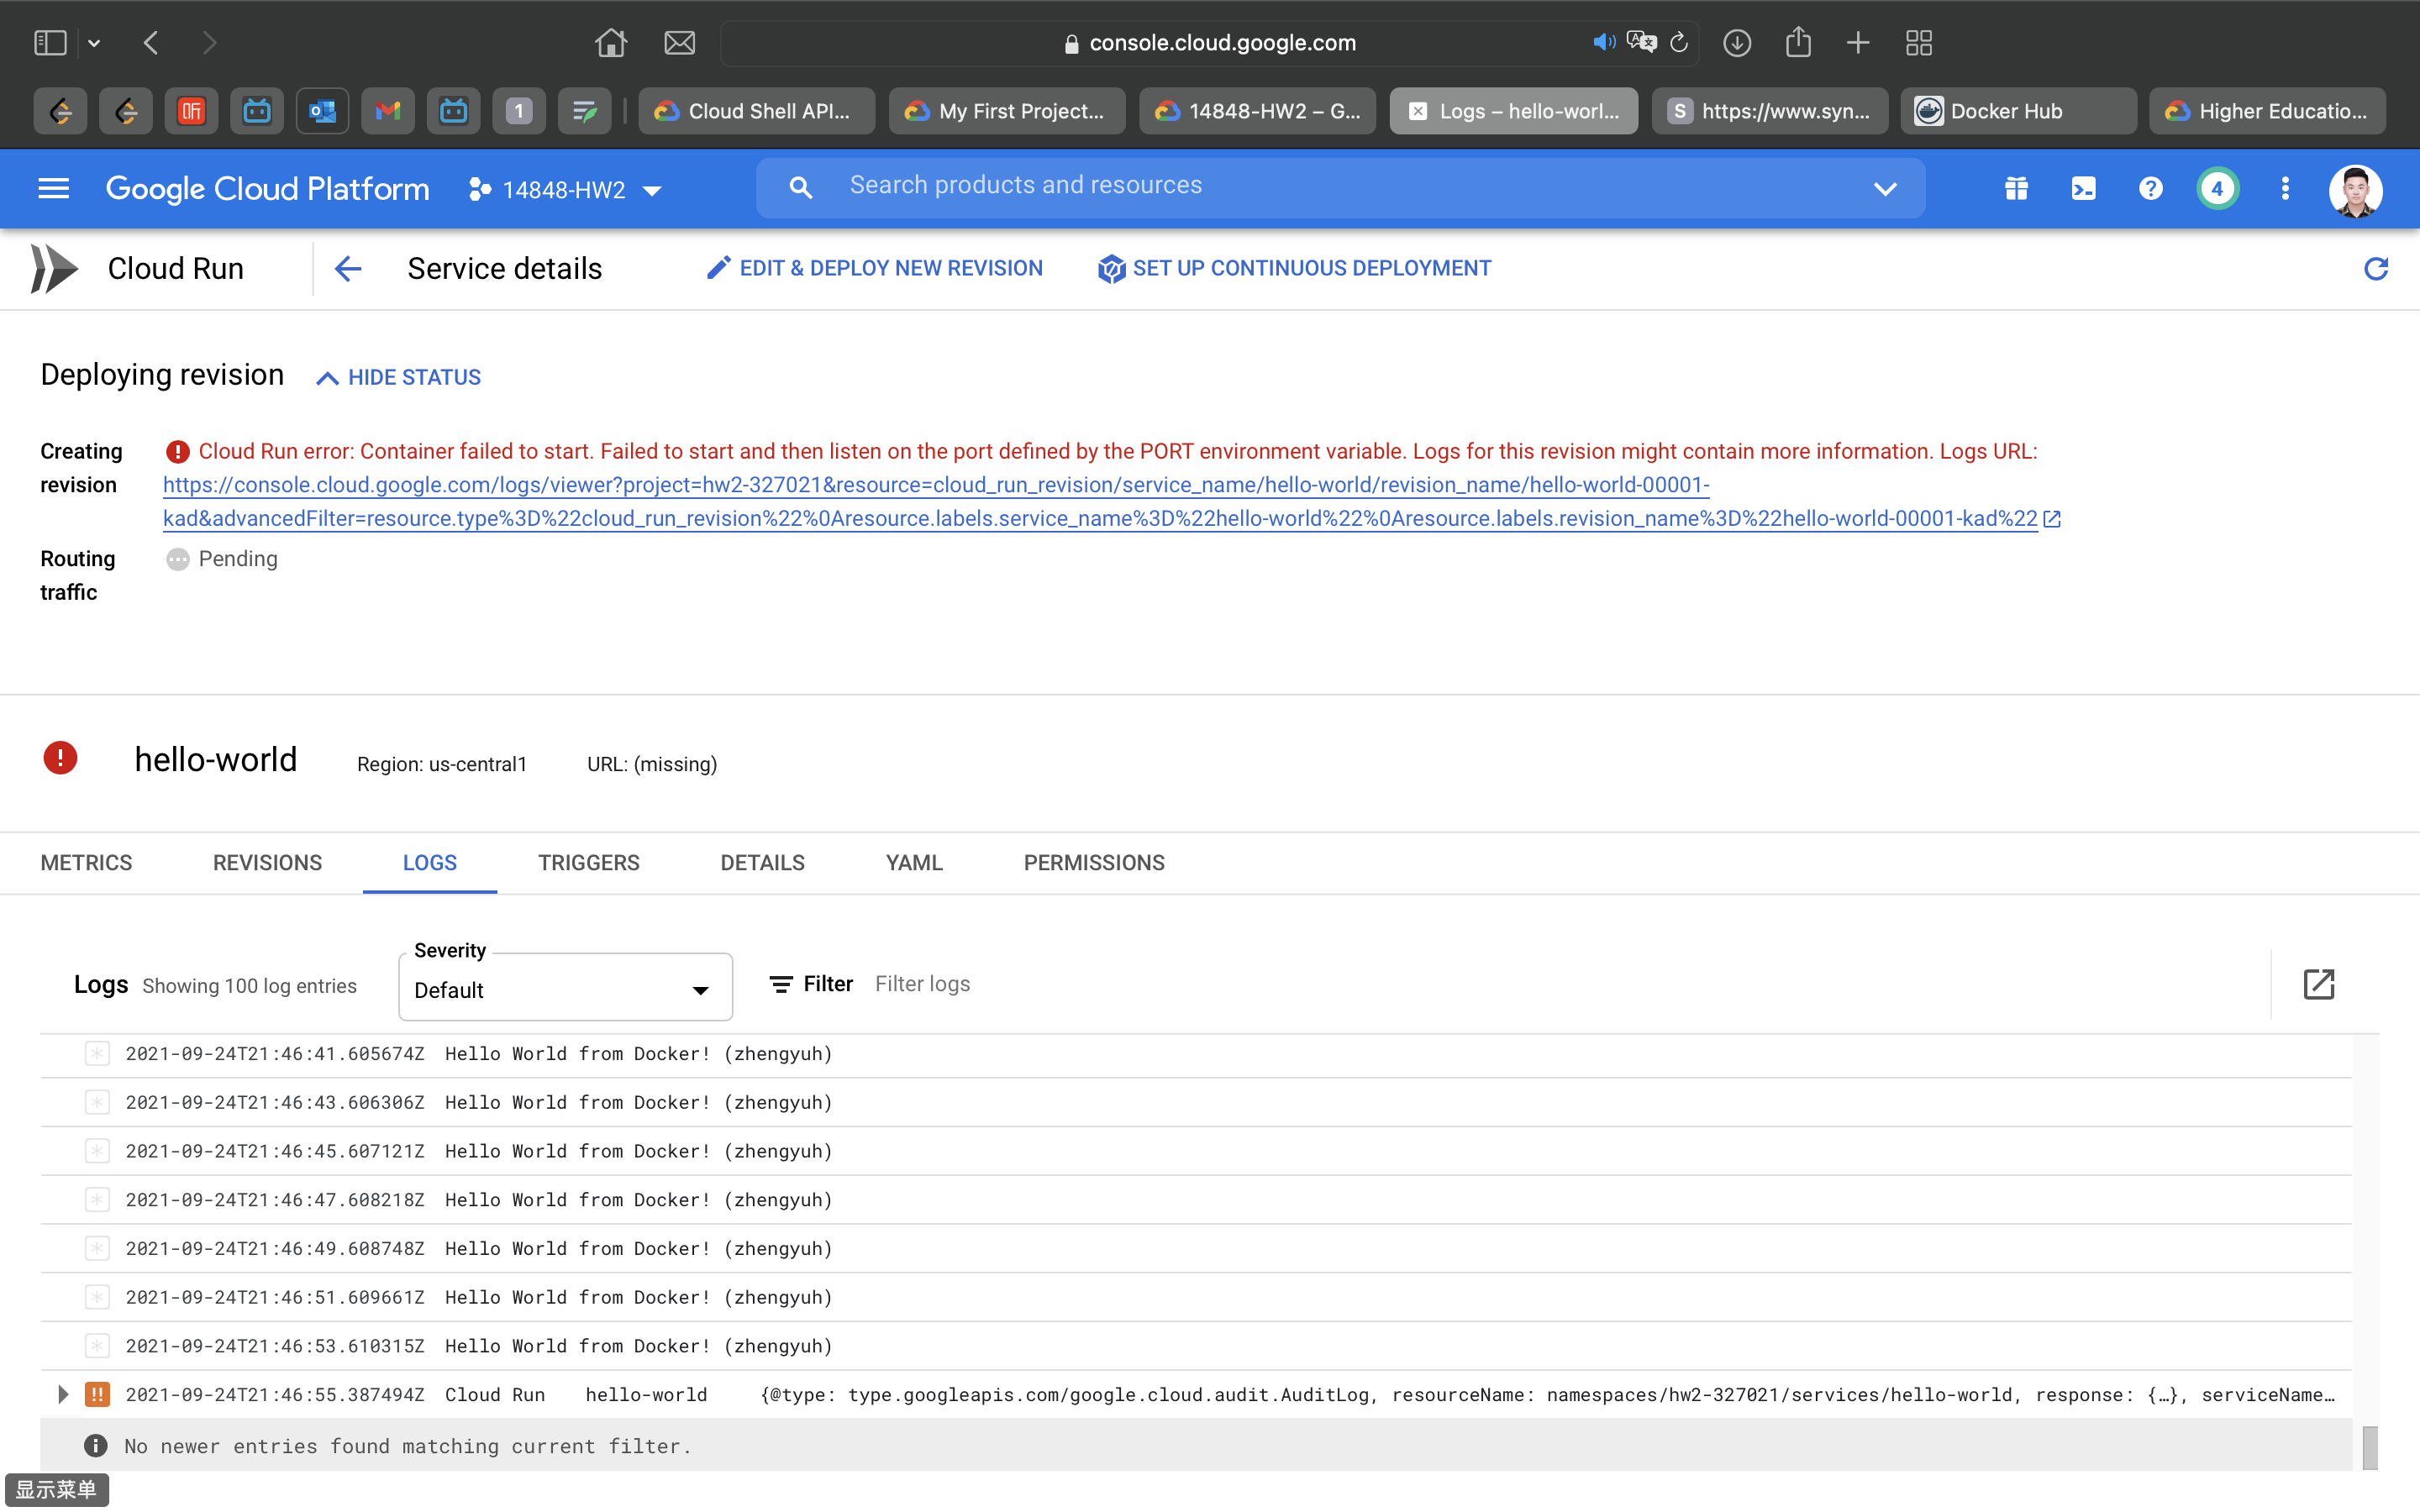 console.cloud.google.com
听
1
Cloud Shell API...
My First Project...
14848-HW2 – G...
Logs – hello-worl...
S https://www.syn...
Docker Hub
Higher Educatio...
Google Cloud Platform
14848-HW2
Search products and resources
4
Cloud Run
Service details
EDIT & DEPLOY NEW REVISION
SET UP CONTINUOUS DEPLOYMENT
Deploying revision
HIDE STATUS
Creating revision
Cloud Run error: Container failed to start. Failed to start and then listen on the port defined by the PORT environment variable. Logs for this revision might contain more information. Logs URL:
https://console.cloud.google.com/logs/viewer?project=hw2-327021&resource=cloud_run_revision/service_name/hello-world/revision_name/hello-world-00001-
kad&advancedFilter=resource.type%3D%22cloud_run_revision%22%0Aresource.labels.service_name%3D%22hello-world%22%0Aresource.labels.revision_name%3D%22hello-world-00001-kad%22
Routing traffic
Pending
hello-world
Region: us-central1
URL: (missing)
METRICS
REVISIONS
LOGS
TRIGGERS
DETAILS
YAML
PERMISSIONS
Logs
Showing 100 log entries
Severity
Default
Filter
Filter logs
2021-09-24T21:46:41.605674Z Hello World from Docker! (zhengyuh)
2021-09-24T21:46:43.606306Z Hello World from Docker! (zhengyuh)
2021-09-24T21:46:45.607121Z Hello World from Docker! (zhengyuh)
2021-09-24T21:46:47.608218Z Hello World from Docker! (zhengyuh)
2021-09-24T21:46:49.608748Z Hello World from Docker! (zhengyuh)
2021-09-24T21:46:51.609661Z Hello World from Docker! (zhengyuh)
2021-09-24T21:46:53.610315Z Hello World from Docker! (zhengyuh)
!! 2021-09-24T21:46:55.387494Z Cloud Run hello-world {@type: type.googleapis.com/google.cloud.audit.AuditLog, resourceName: namespaces/hw2-327021/services/hello-world, response: {…}, serviceName…
No newer entries found matching current filter.
显示菜单